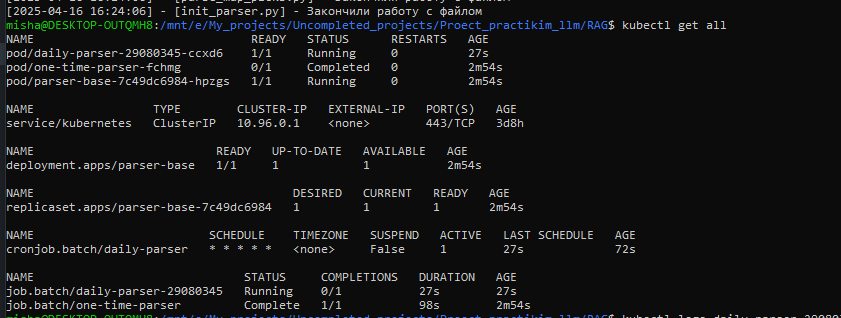 [2025-04-16 16:24:06] - [init_parser.py] - Закончили работу с файлом
misha@DESKTOP-OUTQMH8:/mnt/e/My_projects/Uncompleted_projects/Proect_practikim_llm/RAG$ kubectl get all
NAME READY STATUS RESTARTS AGE
pod/daily-parser-29080345-ccxd6 1/1 Running 0 27s
pod/one-time-parser-fchmg 0/1 Completed 0 2m54s
pod/parser-base-7c49dc6984-hpzgs 1/1 Running 0 2m54s
NAME TYPE CLUSTER-IP EXTERNAL-IP PORT(S) AGE
service/kubernetes ClusterIP 10.96.0.1 <none> 443/TCP 3d8h
NAME READY UP-TO-DATE AVAILABLE AGE
deployment.apps/parser-base 1/1 1 1 2m54s
NAME DESIRED CURRENT READY AGE
replicaset.apps/parser-base-7c49dc6984 1 1 1 2m54s
NAME SCHEDULE TIMEZONE SUSPEND ACTIVE LAST SCHEDULE AGE
cronjob.batch/daily-parser * * * * * <none> False 1 27s 72s
NAME STATUS COMPLETIONS DURATION AGE
job.batch/daily-parser-29080345 Running 0/1 27s 27s
job.batch/one-time-parser Complete 1/1 98s 2m54s